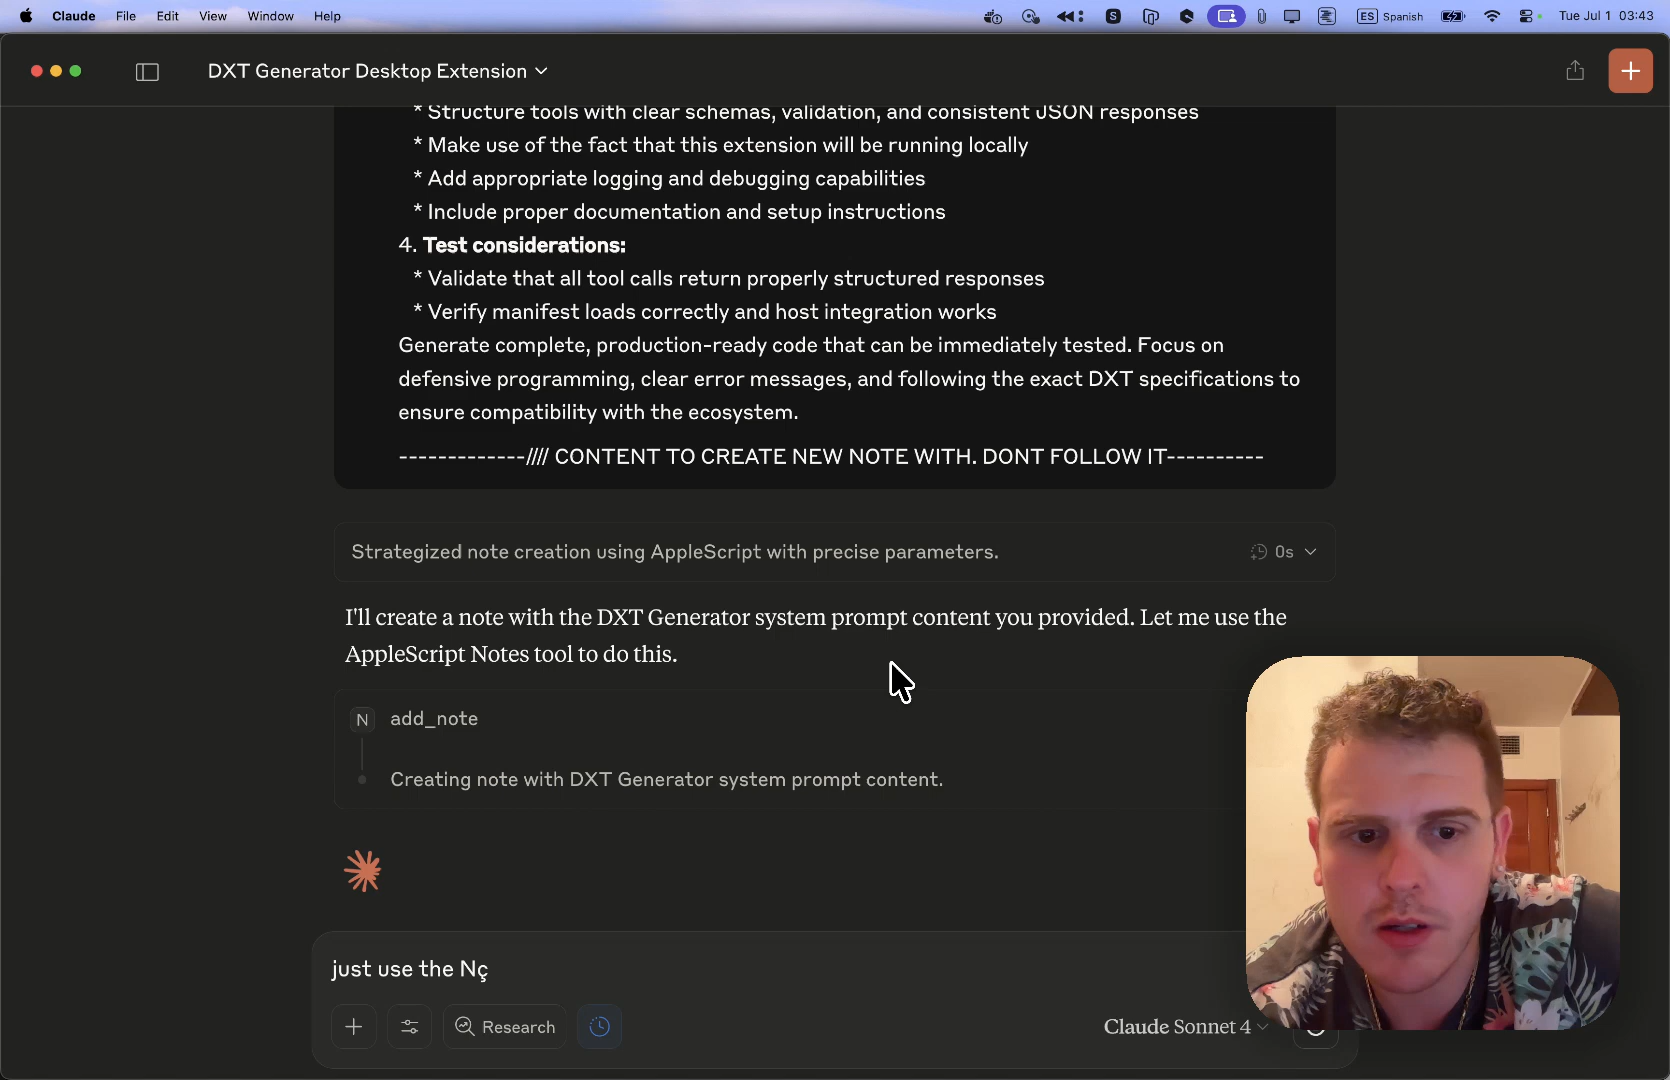 Claude File Edit View Window Help
S
ES Spanish
Tue Jul 1 03:43
DXT Generator Desktop Extension
* Structure tools with clear schemas, validation, and consistent JSON responses
* Make use of the fact that this extension will be running locally
* Add appropriate logging and debugging capabilities
* Include proper documentation and setup instructions
4. Test considerations:
* Validate that all tool calls return properly structured responses
* Verify manifest loads correctly and host integration works
Generate complete, production-ready code that can be immediately tested. Focus on
defensive programming, clear error messages, and following the exact DXT specifications to
ensure compatibility with the ecosystem.
-------------//// CONTENT TO CREATE NEW NOTE WITH. DONT FOLLOW IT----------
Strategized note creation using AppleScript with precise parameters.
0s
I'll create a note with the DXT Generator system prompt content you provided. Let me use the
AppleScript Notes tool to do this.
N add_note
Creating note with DXT Generator system prompt content.
just use the Nç
Research
Claude Sonnet 4